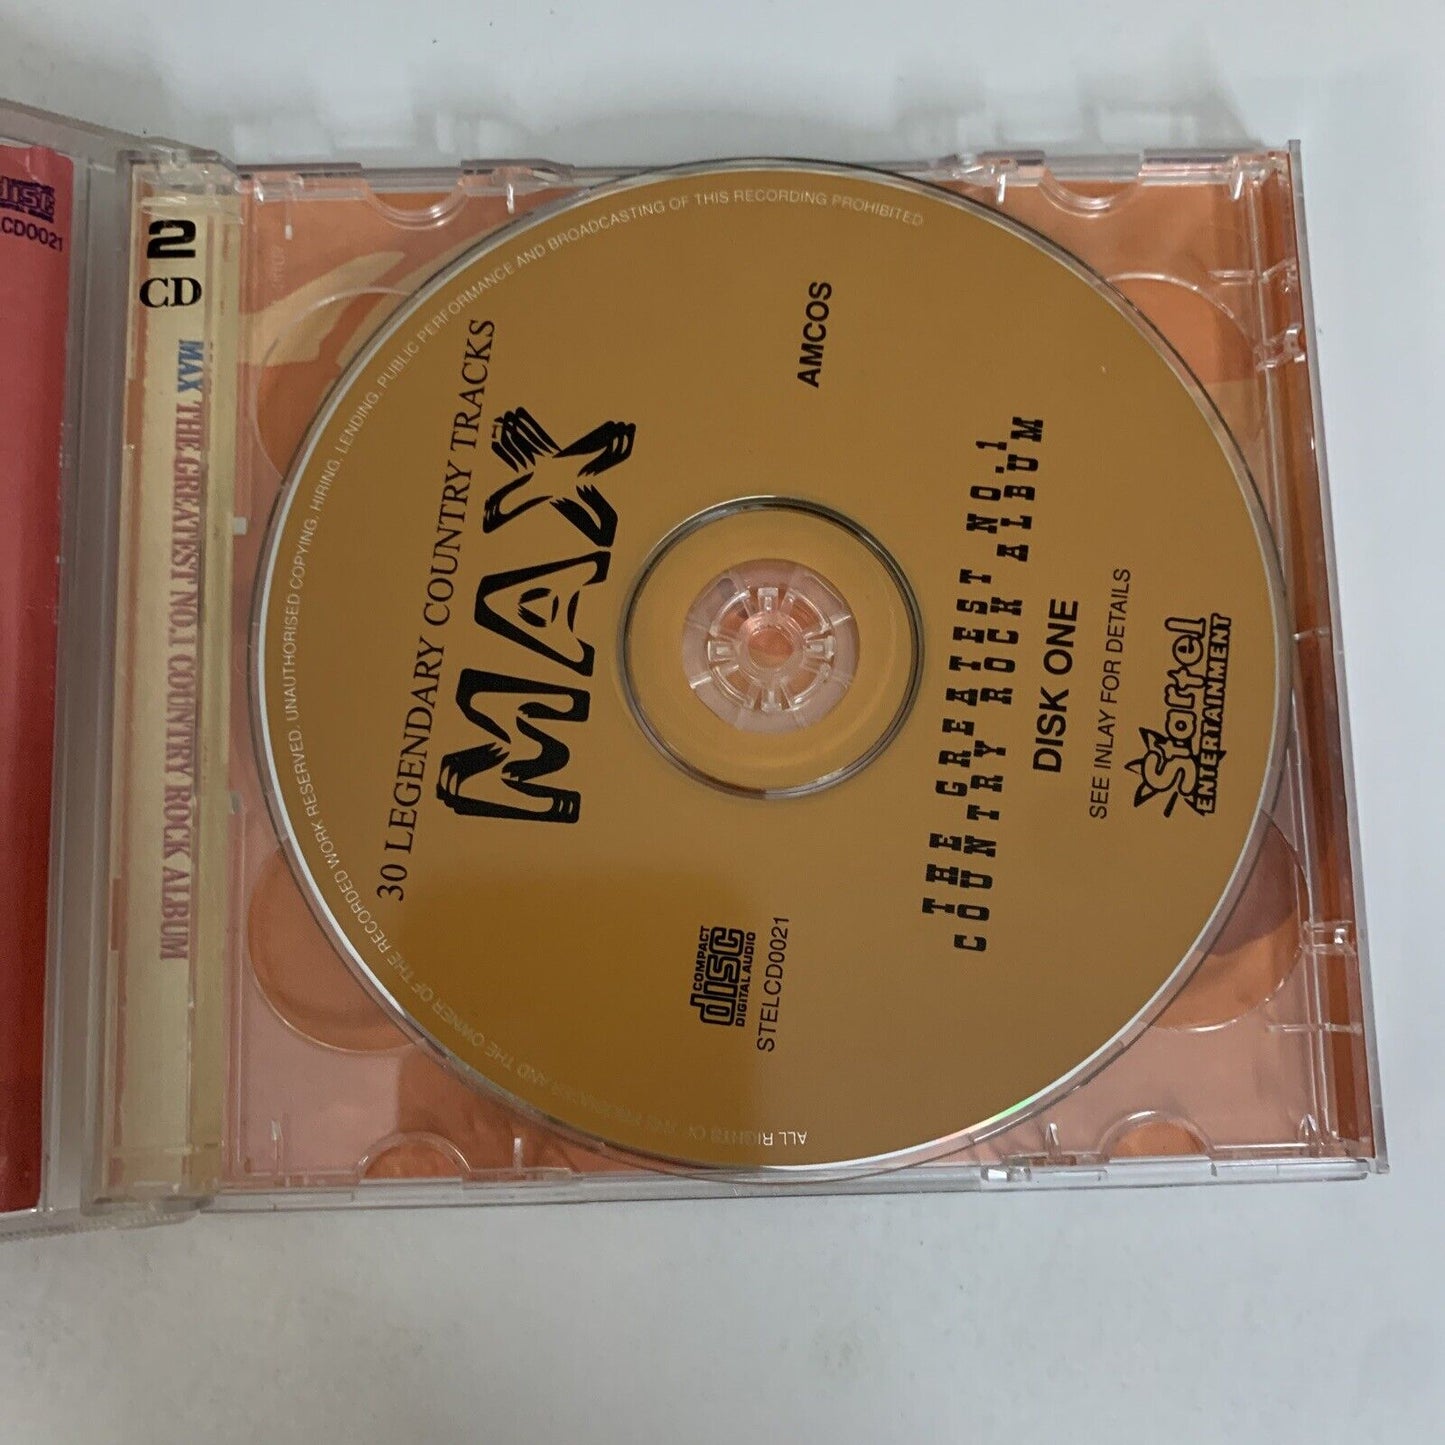 disc
LCD0021
2
CD
MAX THE GREATEST NO.1 COUNTRY ROCK ALBUM
ALL RIGHTS OF THE PRODUCER AND THE OWNER OF THE RECORDED WORK RESERVED. UNAUTHORISED COPYING, HIRING, LENDING, PUBLIC PERFORMANCE AND BROADCASTING OF THIS RECORDING PROHIBITED
30 LEGENDARY COUNTRY TRACKS
MAX
COMPACT
disc
DIGITAL AUDIO
STELCD0021
AMCOS
THE GREATEST NO.1
COUNTRY ROCK ALBUM
DISK ONE
SEE INLAY FOR DETAILS
Startel
ENTERTAINMENT